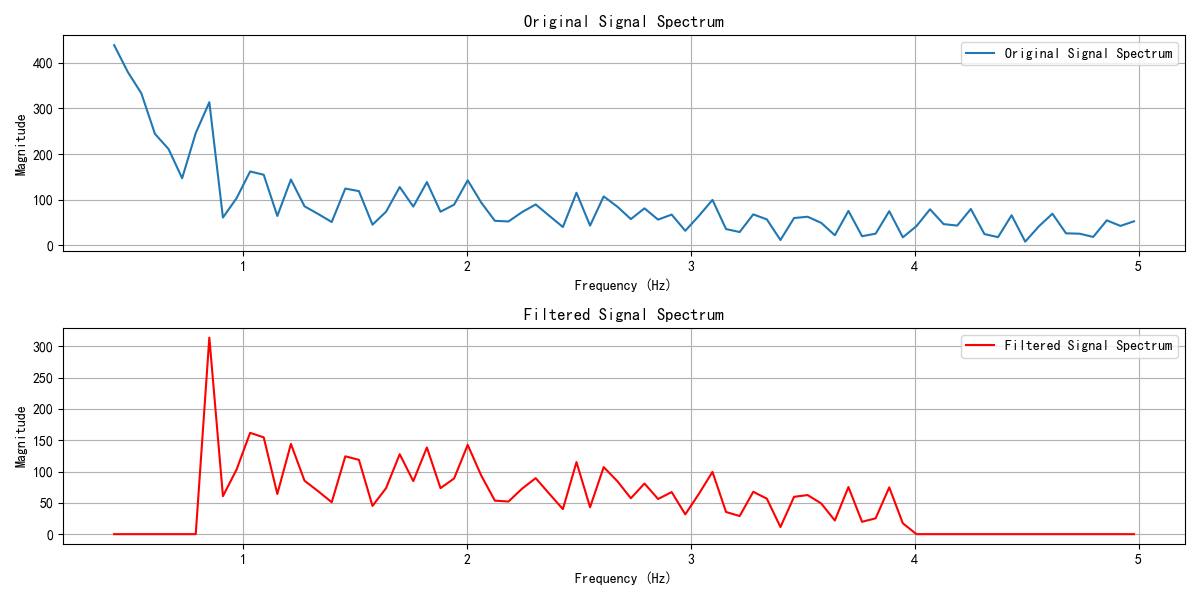 Original Signal Spectrum
Original Signal Spectrum
400
300
200
100
0
Magnitude
1 2 3 4 5
Frequency (Hz)
Filtered Signal Spectrum
Filtered Signal Spectrum
300
250
200
150
100
50
0
Magnitude
1 2 3 4 5
Frequency (Hz)